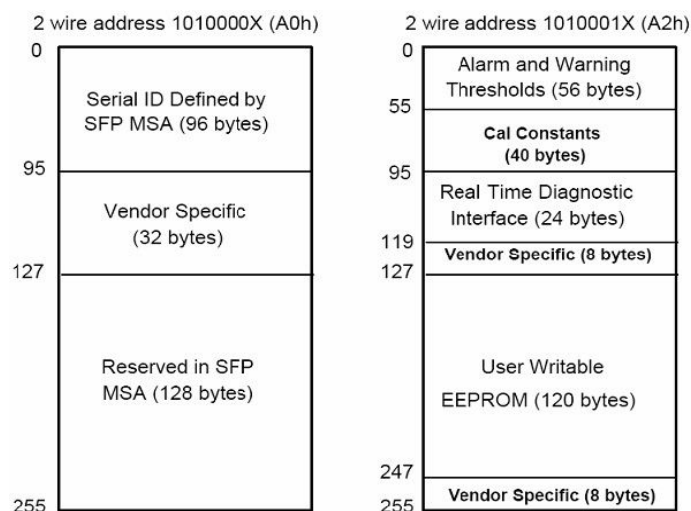 2 wire address 1010000X (A0h)
0
Serial ID Defined by
SFP MSA (96 bytes)
95
Vendor Specific
(32 bytes)
127
Reserved in SFP
MSA (128 bytes)
255
2 wire address 1010001X (A2h)
0
Alarm and Warning
Thresholds (56 bytes)
55
Cal Constants
(40 bytes)
95
Real Time Diagnostic
Interface (24 bytes)
119
Vendor Specific (8 bytes)
127
User Writable
EEPROM (120 bytes)
247
Vendor Specific (8 bytes)
255